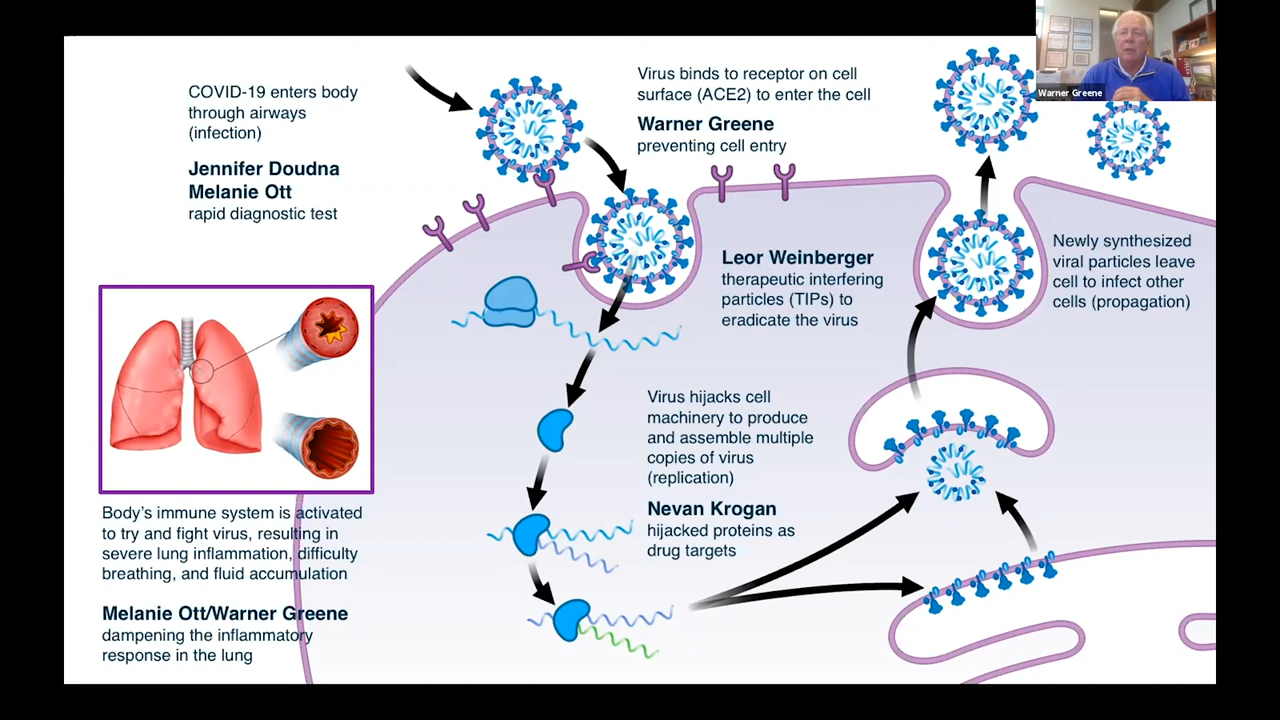 COVID-19 enters body
through airways
(infection)
Jennifer Doudna
Melanie Ott
rapid diagnostic test
Virus binds to receptor on cell
surface (ACE2) to enter the cell
Warner Greene
preventing cell entry
Warner Greene
Leor Weinberger
therapeutic interfering
particles (TIPs) to
eradicate the virus
Newly synthesized
viral particles leave
cell to infect other
cells (propagation)
Virus hijacks cell
machinery to produce
and assemble multiple
copies of virus
(replication)
Nevan Krogan
hijacked proteins as
drug targets
Body's immune system is activated
to try and fight virus, resulting in
severe lung inflammation, difficulty
breathing, and fluid accumulation
Melanie Ott/Warner Greene
dampening the inflammatory
response in the lung